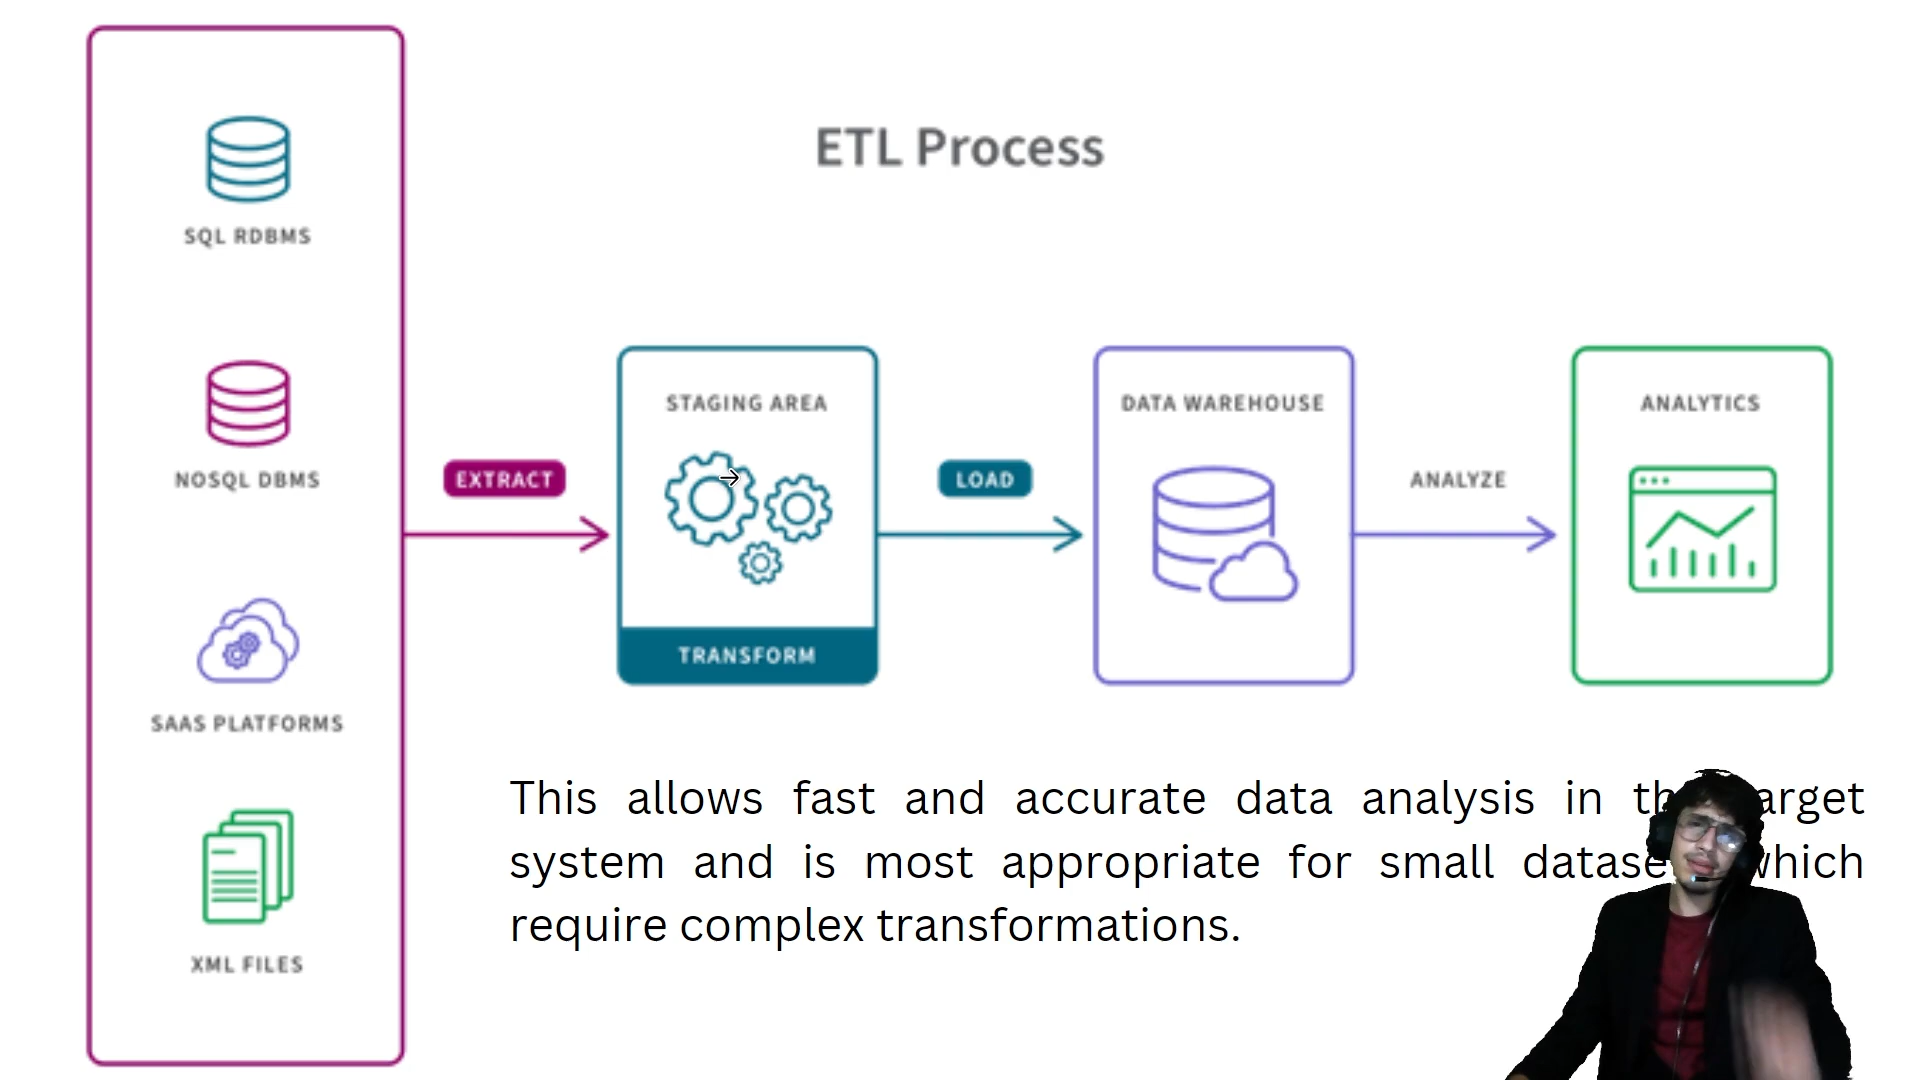 ETL Process
SQL RDBMS
NOSQL DBMS
SAAS PLATFORMS
XML FILES
EXTRACT
STAGING AREA
TRANSFORM
LOAD
DATA WAREHOUSE
ANALYZE
ANALYTICS
This allows fast and accurate data analysis in
system and is most appropriate for small which
require complex transformations.